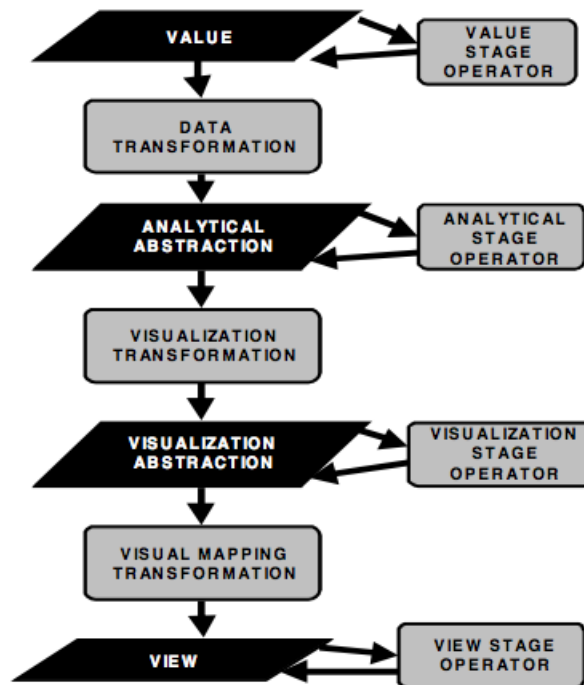 VALUE
VALUE
STAGE
OPERATOR
DATA
TRANSFORMATION
ANALYTICAL
ABSTRACTION
ANALYTICAL
STAGE
OPERATOR
VISUALIZATION
TRANSFORMATION
VISUALIZATION
ABSTRACTION
VISUALIZATION
STAGE
OPERATOR
VISUAL MAPPING
TRANSFORMATION
VIEW
VIEW STAGE
OPERATOR